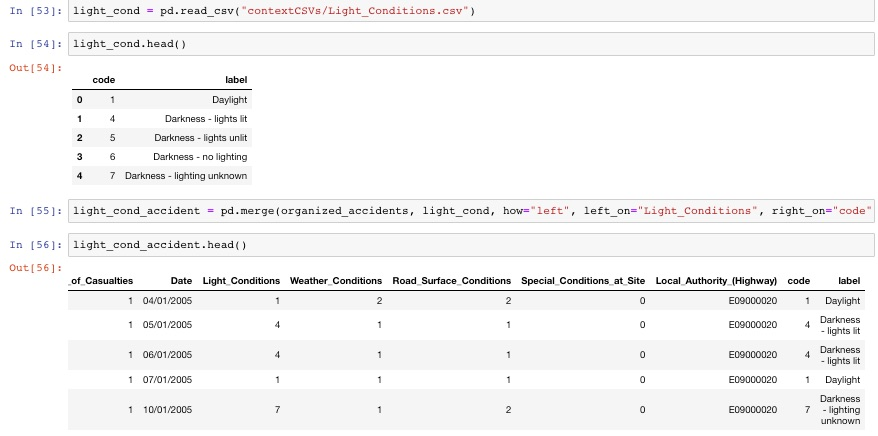 In [53]: light_cond = pd.read_csv("contextCSVs/Light_Conditions.csv")
In [54]: light_cond.head()
Out[54]:
code label
0 1 Daylight
1 4 Darkness - lights lit
2 5 Darkness - lights unlit
3 6 Darkness - no lighting
4 7 Darkness - lighting unknown
In [55]: light_cond_accident = pd.merge(organized_accidents, light_cond, how="left", left_on="Light_Conditions", right_on="code"
In [56]: light_cond_accident.head()
Out[56]:
_of_Casualties Date Light_Conditions Weather_Conditions Road_Surface_Conditions Special_Conditions_at_Site Local_Authority_(Highway) code label
1 04/01/2005 1 2 2 0 E09000020 1 Daylight
1 05/01/2005 4 1 1 0 E09000020 4 Darkness
- lights lit
1 06/01/2005 4 1 1 0 E09000020 4 Darkness
- lights lit
1 07/01/2005 1 1 1 0 E09000020 1 Daylight
1 10/01/2005 7 1 2 0 E09000020 7 Darkness
- lighting
unknown